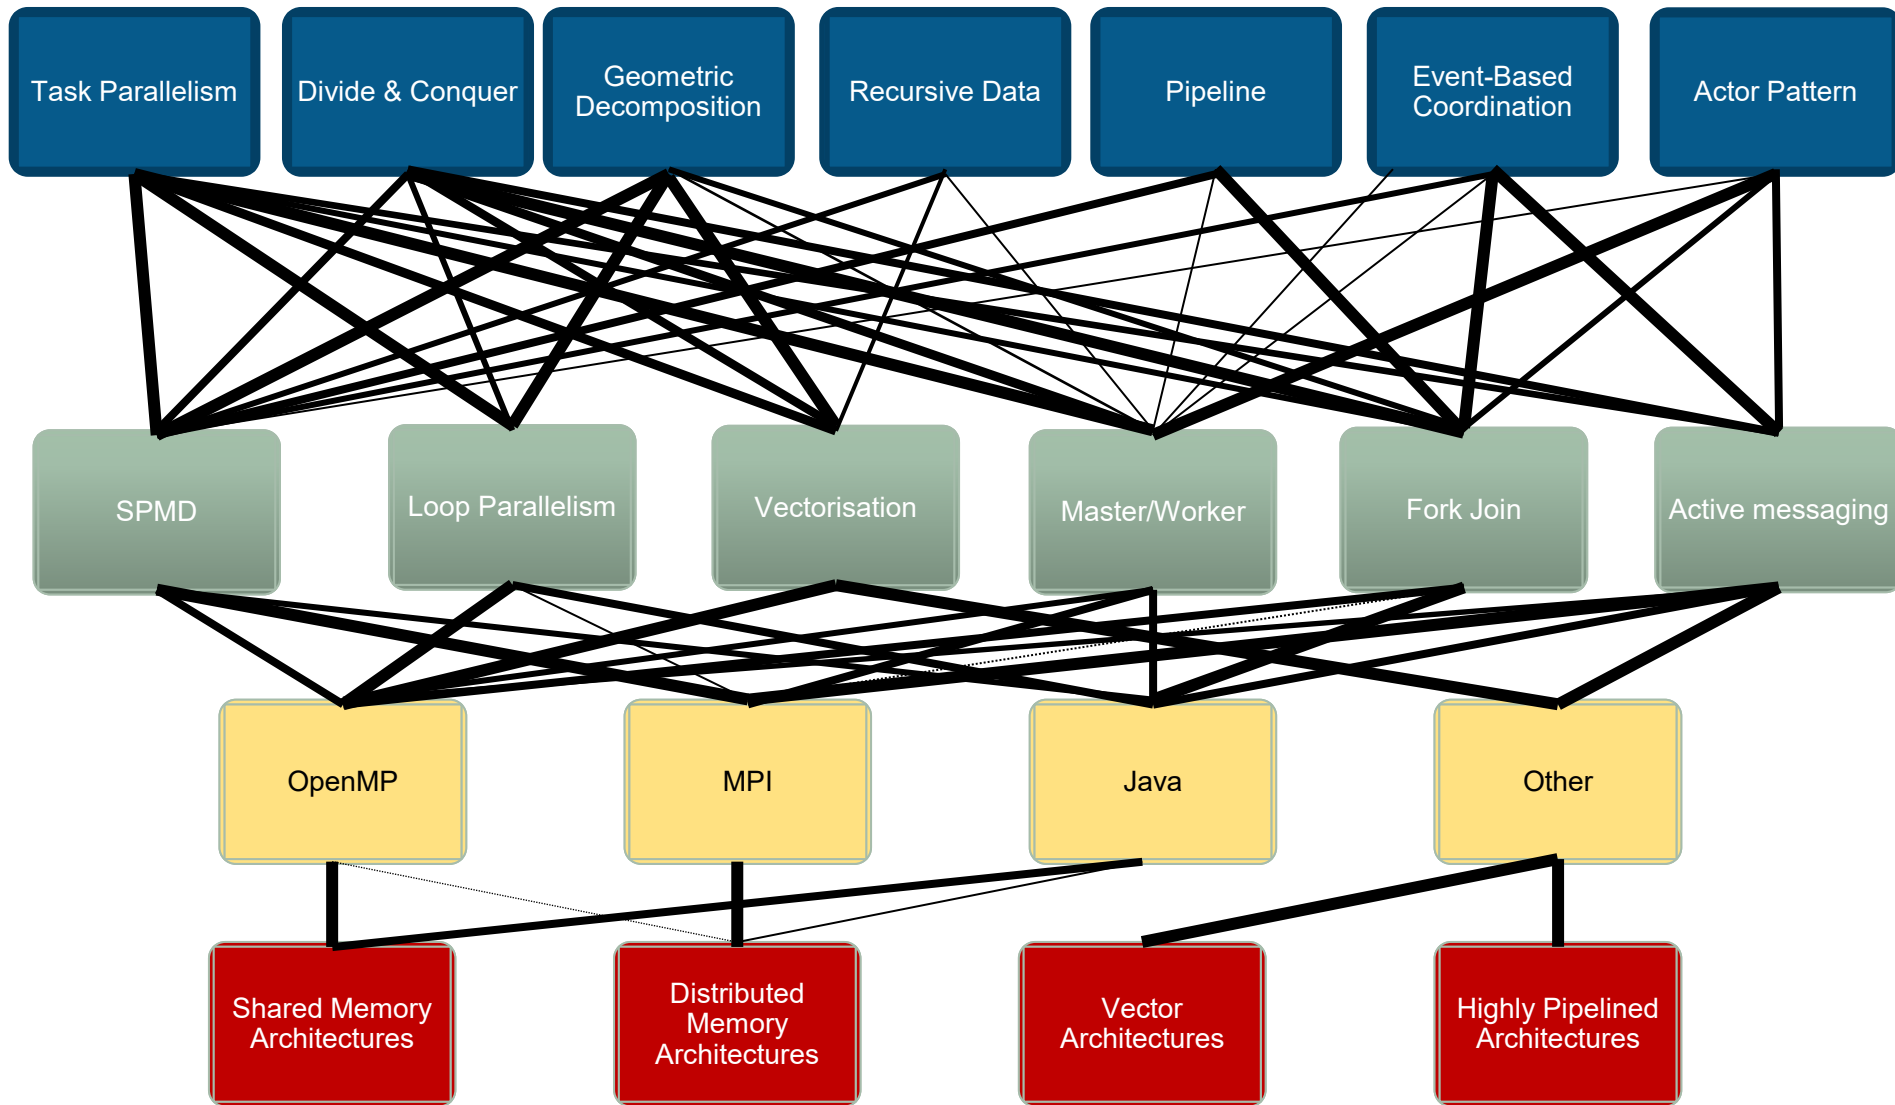 Task Parallelism
Divide & Conquer
Geometric
Decomposition
Recursive Data
Pipeline
Event-Based
Coordination
Actor Pattern
SPMD
Loop Parallelism
Vectorisation
Master/Worker
Fork Join
Active messaging
OpenMP
MPI
Java
Other
Shared Memory
Architectures
Distributed
Memory
Architectures
Vector
Architectures
Highly Pipelined
Architectures